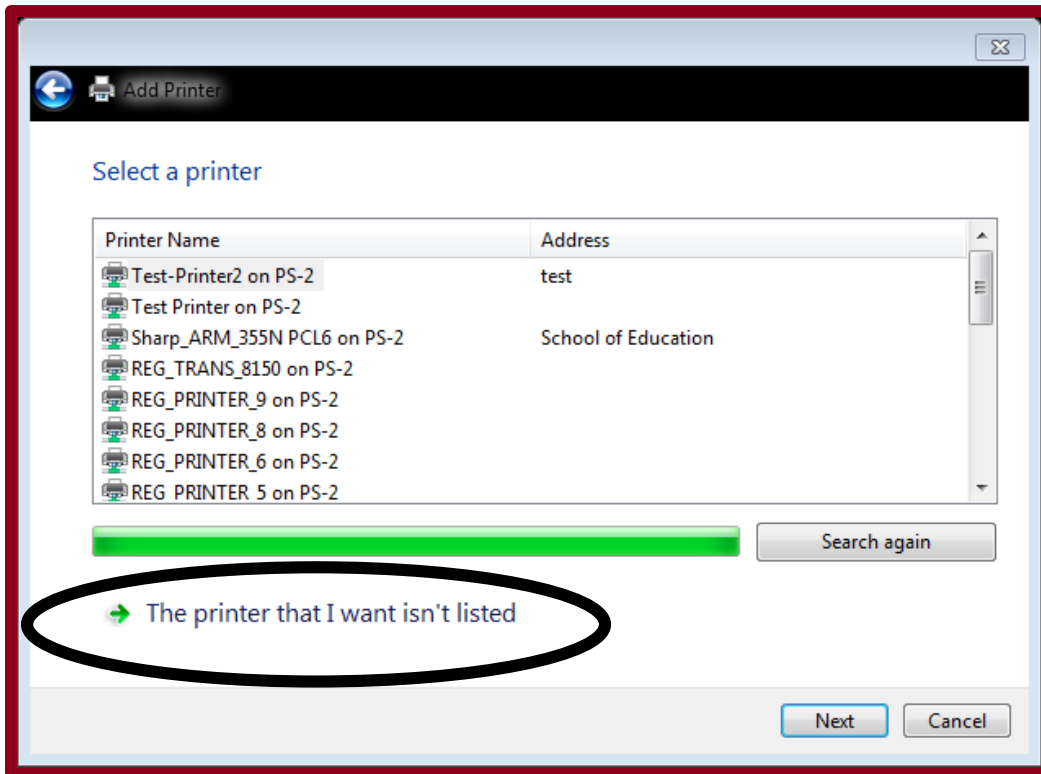 Add Printer
Select a printer
Printer Name Address
Test-Printer2 on PS-2 test
Test Printer on PS-2
Sharp_ARM_355N PCL6 on PS-2 School of Education
REG_TRANS_8150 on PS-2
REG_PRINTER_9 on PS-2
REG_PRINTER_8 on PS-2
REG_PRINTER_6 on PS-2
REG_PRINTER_5 on PS-2
Search again
The printer that I want isn't listed
Next Cancel